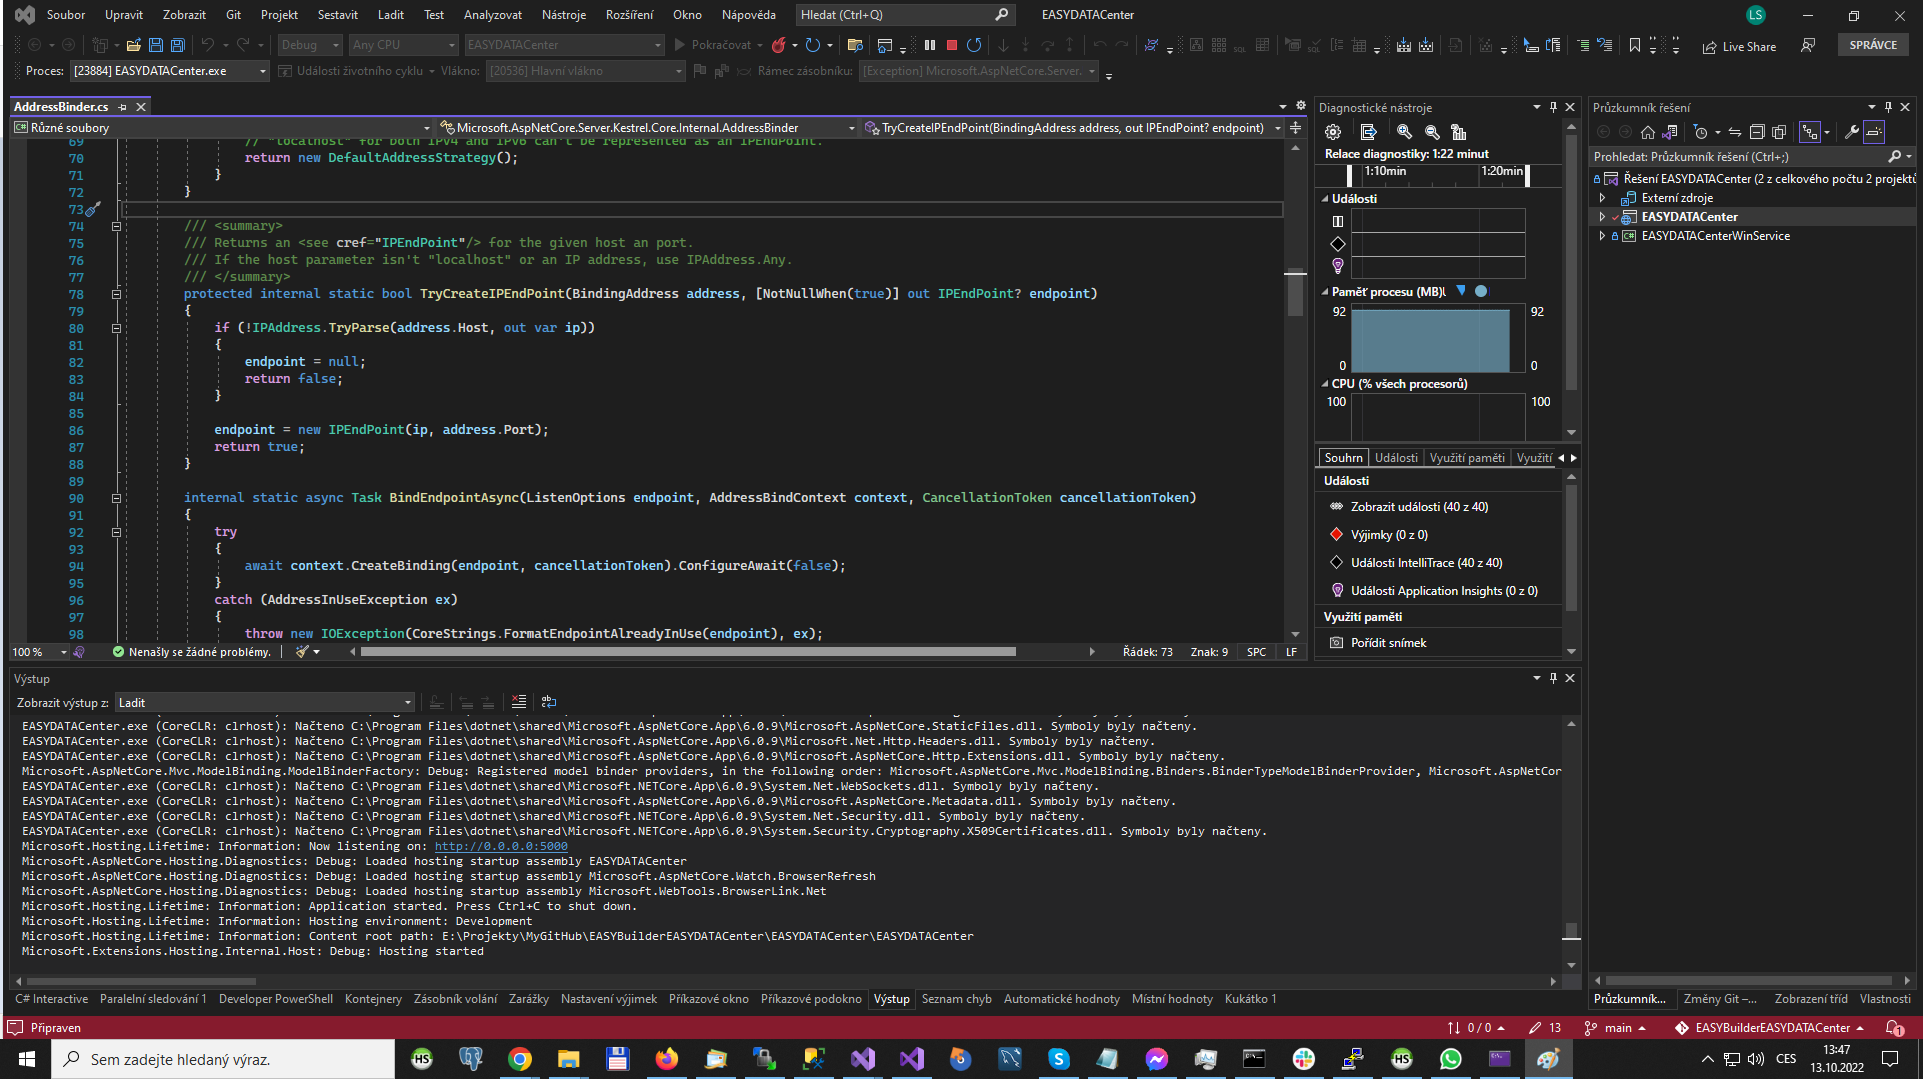 Soubor Upravit Zobrazit Git Projekt Sestavit Ladit Test Analyzovat Nástroje Rozšíření Okno Nápověda Hledat (Ctrl+Q) EASYDATACenter LS
Debug Any CPU EASYDATACenter Pokračovat Live Share SPRÁVCE
Proces: [23884] EASYDATACenter.exe Události životního cyklu Vlákno: [20536] Hlavní vlákno Rámec zásobníku: [Exception] Microsoft.AspNetCore.Server.
AddressBinder.cs
Různé soubory Microsoft.AspNetCore.Server.Kestrel.Core.Internal.AddressBinder TryCreateIPEndPoint(BindingAddress address, out IPEndPoint? endpoint)
69 // "localhost" for both IPv4 and IPv6 can't be represented as an IPEndPoint.
70 return new DefaultAddressStrategy();
71 }
72 }
73
74 /// <summary>
75 /// Returns an <see cref="IPEndPoint"/> for the given host an port.
76 /// If the host parameter isn't "localhost" or an IP address, use IPAddress.Any.
77 /// </summary>
78 protected internal static bool TryCreateIPEndPoint(BindingAddress address, [NotNullWhen(true)] out IPEndPoint? endpoint)
79 {
80 if (!IPAddress.TryParse(address.Host, out var ip))
81 {
82 endpoint = null;
83 return false;
84 }
85
86 endpoint = new IPEndPoint(ip, address.Port);
87 return true;
88 }
89
90 internal static async Task BindEndpointAsync(ListenOptions endpoint, AddressBindContext context, CancellationToken cancellationToken)
91 {
92 try
93 {
94 await context.CreateBinding(endpoint, cancellationToken).ConfigureAwait(false);
95 }
96 catch (AddressInUseException ex)
97 {
98 throw new IOException(CoreStrings.FormatEndpointAlreadyInUse(endpoint), ex);
100 % Nenašly se žádné problémy. Řádek: 73 Znak: 9 SPC LF
Diagnostické nástroje
Relace diagnostiky: 1:22 minut
1:10min 1:20min
Události
Paměť procesu (MB)
92 92
0 0
CPU (% všech procesorů)
100 100
Souhrn Události Využití paměti Využití
Události
Zobrazit události (40 z 40)
Výjimky (0 z 0)
Události IntelliTrace (40 z 40)
Události Application Insights (0 z 0)
Využití paměti
Pořídit snímek
Průzkumník řešení
Prohledat: Průzkumník řešení (Ctrl+;)
Řešení EASYDATACenter (2 z celkového počtu 2 projektů
Externí zdroje
EASYDATACenter
EASYDATACenterWinService
Výstup
Zobrazit výstup z: Ladit
EASYDATACenter.exe (CoreCLR: clrhost): Načteno C:\Program Files\dotnet\shared\Microsoft.AspNetCore.App\6.0.9\Microsoft.AspNetCore.StaticFiles.dll. Symboly byly načteny.
EASYDATACenter.exe (CoreCLR: clrhost): Načteno C:\Program Files\dotnet\shared\Microsoft.AspNetCore.App\6.0.9\Microsoft.Net.Http.Headers.dll. Symboly byly načteny.
EASYDATACenter.exe (CoreCLR: clrhost): Načteno C:\Program Files\dotnet\shared\Microsoft.AspNetCore.App\6.0.9\Microsoft.AspNetCore.Http.Extensions.dll. Symboly byly načteny.
Microsoft.AspNetCore.Mvc.ModelBinding.ModelBinderFactory: Debug: Registered model binder providers, in the following order: Microsoft.AspNetCore.Mvc.ModelBinding.Binders.BinderTypeModelBinderProvider, Microsoft.AspNetCor
EASYDATACenter.exe (CoreCLR: clrhost): Načteno C:\Program Files\dotnet\shared\Microsoft.NETCore.App\6.0.9\System.Net.WebSockets.dll. Symboly byly načteny.
EASYDATACenter.exe (CoreCLR: clrhost): Načteno C:\Program Files\dotnet\shared\Microsoft.AspNetCore.App\6.0.9\Microsoft.AspNetCore.Metadata.dll. Symboly byly načteny.
EASYDATACenter.exe (CoreCLR: clrhost): Načteno C:\Program Files\dotnet\shared\Microsoft.NETCore.App\6.0.9\System.Net.Security.dll. Symboly byly načteny.
EASYDATACenter.exe (CoreCLR: clrhost): Načteno C:\Program Files\dotnet\shared\Microsoft.NETCore.App\6.0.9\System.Security.Cryptography.X509Certificates.dll. Symboly byly načteny.
Microsoft.Hosting.Lifetime: Information: Now listening on: http://0.0.0.0:5000
Microsoft.AspNetCore.Hosting.Diagnostics: Debug: Loaded hosting startup assembly EASYDATACenter
Microsoft.AspNetCore.Hosting.Diagnostics: Debug: Loaded hosting startup assembly Microsoft.AspNetCore.Watch.BrowserRefresh
Microsoft.AspNetCore.Hosting.Diagnostics: Debug: Loaded hosting startup assembly Microsoft.WebTools.BrowserLink.Net
Microsoft.Hosting.Lifetime: Information: Application started. Press Ctrl+C to shut down.
Microsoft.Hosting.Lifetime: Information: Hosting environment: Development
Microsoft.Hosting.Lifetime: Information: Content root path: E:\Projekty\MyGitHub\EASYBuilderEASYDATACenter\EASYDATACenter\EASYDATACenter
Microsoft.Extensions.Hosting.Internal.Host: Debug: Hosting started
C# Interactive Paralelní sledování 1 Developer PowerShell Kontejnery Zásobník volání Zarážky Nastavení výjimek Příkazové okno Příkazové podokno Výstup Seznam chyb Automatické hodnoty Místní hodnoty Kukátko 1
Průzkumník... Změny Git –... Zobrazení tříd Vlastnosti
Připraven 0 / 0 13 main EASYBuilderEASYDATACenter 1
Sem zadejte hledaný výraz. CES 13:47
13.10.2022